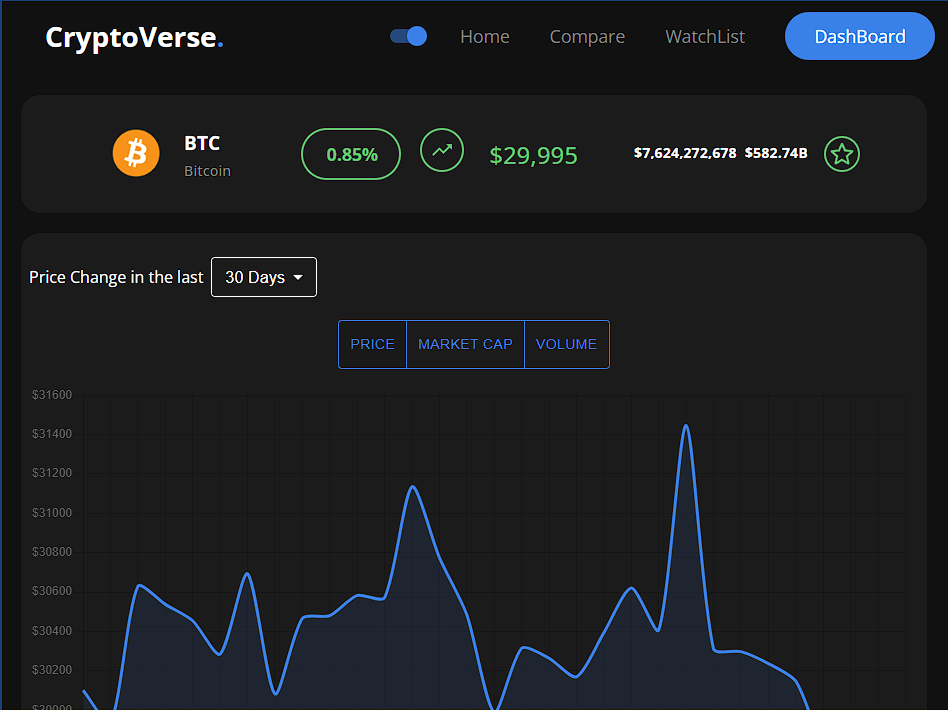 CryptoVerse.
Home Compare WatchList DashBoard
BTC
Bitcoin
0.85%
$29,995
$7,624,272,678 $582.74B
Price Change in the last 30 Days
PRICE MARKET CAP VOLUME
$31600
$31400
$31200
$31000
$30800
$30600
$30400
$30200
$30000